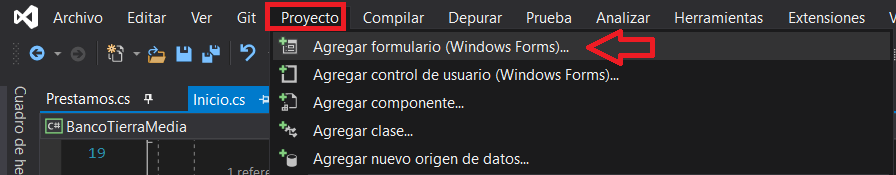 Archivo Editar Ver Git Proyecto Compilar Depurar Prueba Analizar Herramientas Extensiones
Agregar formulario (Windows Forms)...
Agregar control de usuario (Windows Forms)...
Agregar componente...
Agregar clase...
Agregar nuevo origen de datos...
Prestamos.cs Inicio.cs
C# BancoTierraMedia
19
1 refere
Cuadro de he